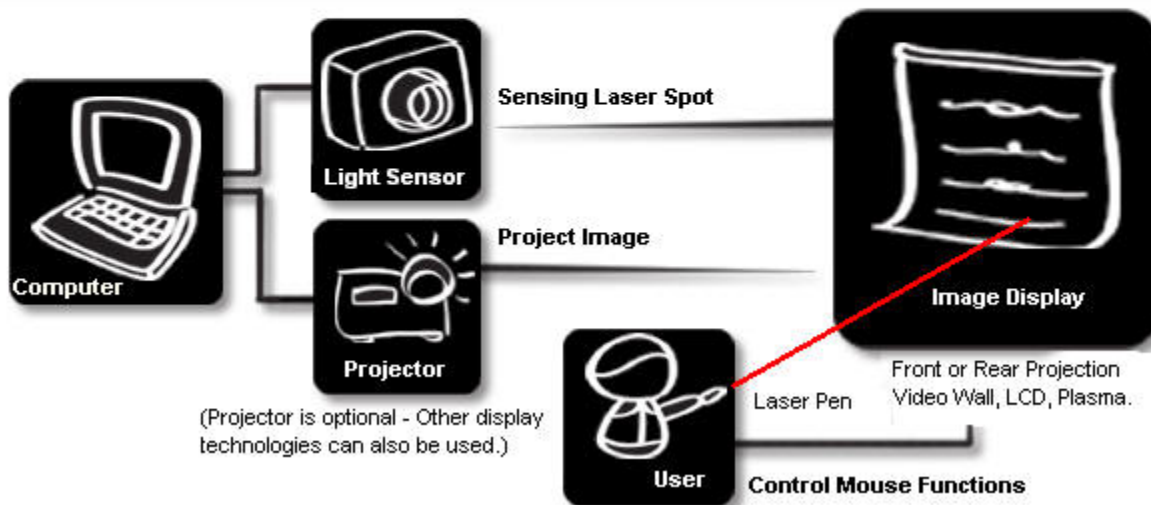 Sensing Laser Spot
Light Sensor
Computer
Project Image
Projector
(Projector is optional - Other display
technologies can also be used.)
Image Display
Front or Rear Projection
Video Wall, LCD, Plasma.
Laser Pen
User
Control Mouse Functions